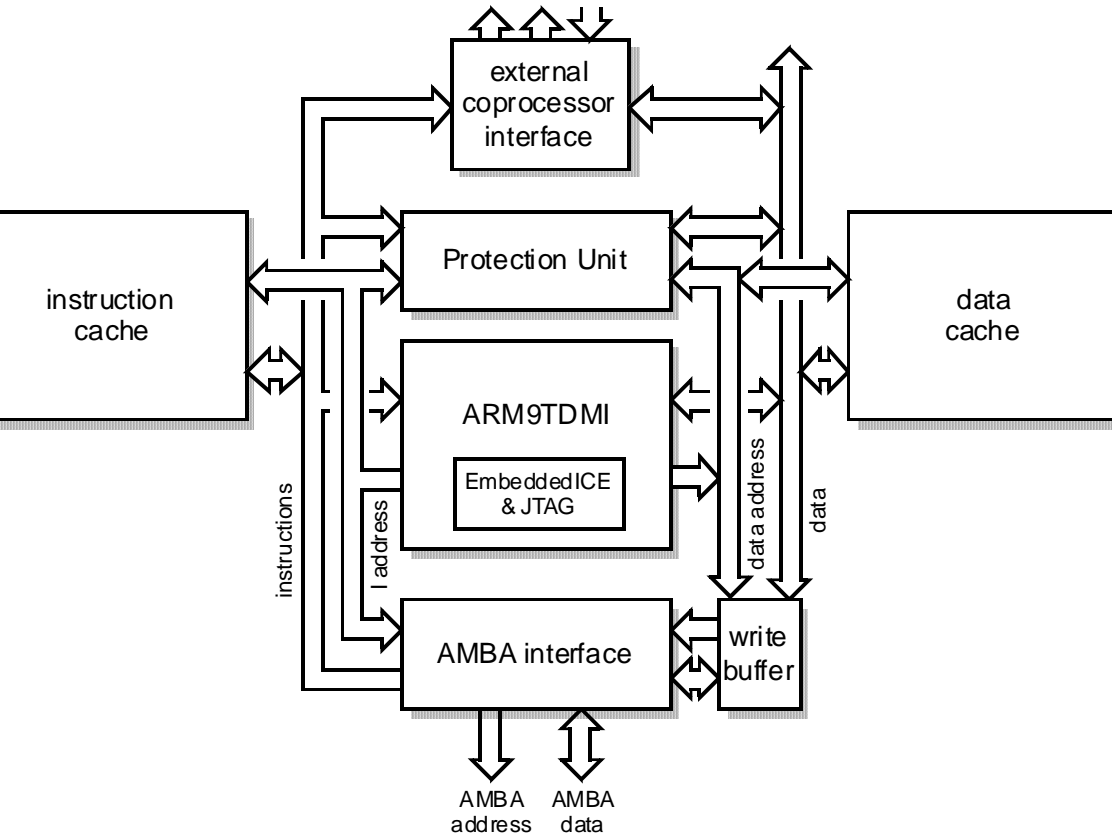 external
coprocessor
interface
Protection Unit
instruction
cache
data
cache
ARM9TDMI
EmbeddedICE
& JTAG
instructions
I address
data address
data
AMBA interface
write
buffer
AMBA
address
AMBA
data